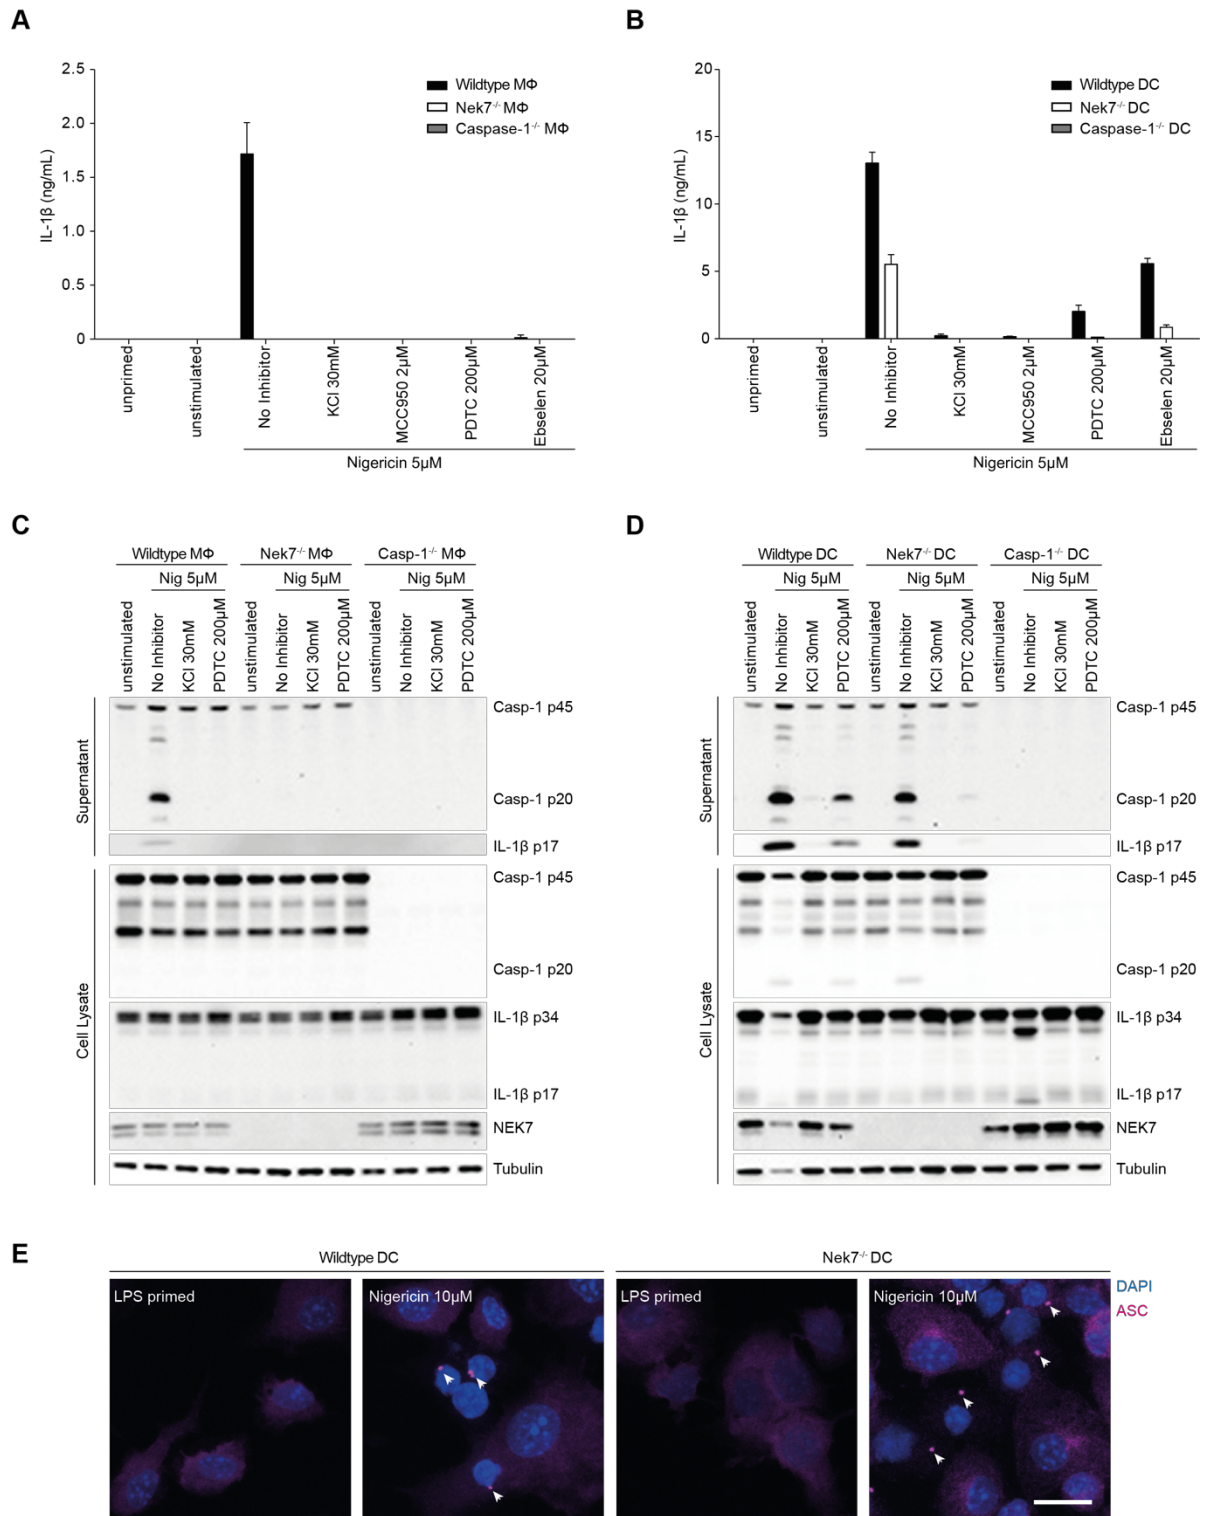 A
2.5
2.0
1.5
1.0
0.5
0
IL-1β (ng/mL)
Wildtype MΦ
Nek7-/- MΦ
Caspase-1-/- MΦ
unprimed
unstimulated
No Inhibitor
KCl 30mM
MCC950 2µM
PDTC 200µM
Ebselen 20µM
Nigericin 5µM
B
20
15
10
5
0
IL-1β (ng/mL)
Wildtype DC
Nek7-/- DC
Caspase-1-/- DC
unprimed
unstimulated
No Inhibitor
KCl 30mM
MCC950 2µM
PDTC 200µM
Ebselen 20µM
Nigericin 5µM
C
Wildtype MΦ
Nek7-/- MΦ
Casp-1-/- MΦ
Nig 5µM
Nig 5µM
Nig 5µM
unstimulated
No Inhibitor
KCl 30mM
PDTC 200µM
unstimulated
No Inhibitor
KCl 30mM
PDTC 200µM
unstimulated
No Inhibitor
KCl 30mM
PDTC 200µM
Supernatant
Casp-1 p45
Casp-1 p20
IL-1β p17
Cell Lysate
Casp-1 p45
Casp-1 p20
IL-1β p34
IL-1β p17
NEK7
Tubulin
D
Wildtype DC
Nek7-/- DC
Casp-1-/- DC
Nig 5µM
Nig 5µM
Nig 5µM
unstimulated
No Inhibitor
KCl 30mM
PDTC 200µM
unstimulated
No Inhibitor
KCl 30mM
PDTC 200µM
unstimulated
No Inhibitor
KCl 30mM
PDTC 200µM
Supernatant
Casp-1 p45
Casp-1 p20
IL-1β p17
Cell Lysate
Casp-1 p45
Casp-1 p20
IL-1β p34
IL-1β p17
NEK7
Tubulin
E
Wildtype DC
Nek7-/- DC
LPS primed
Nigericin 10µM
LPS primed
Nigericin 10µM
DAPI
ASC